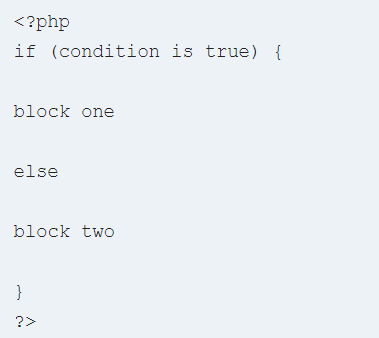 <?php
if (condition is true) {
block one
else
block two
}
?>